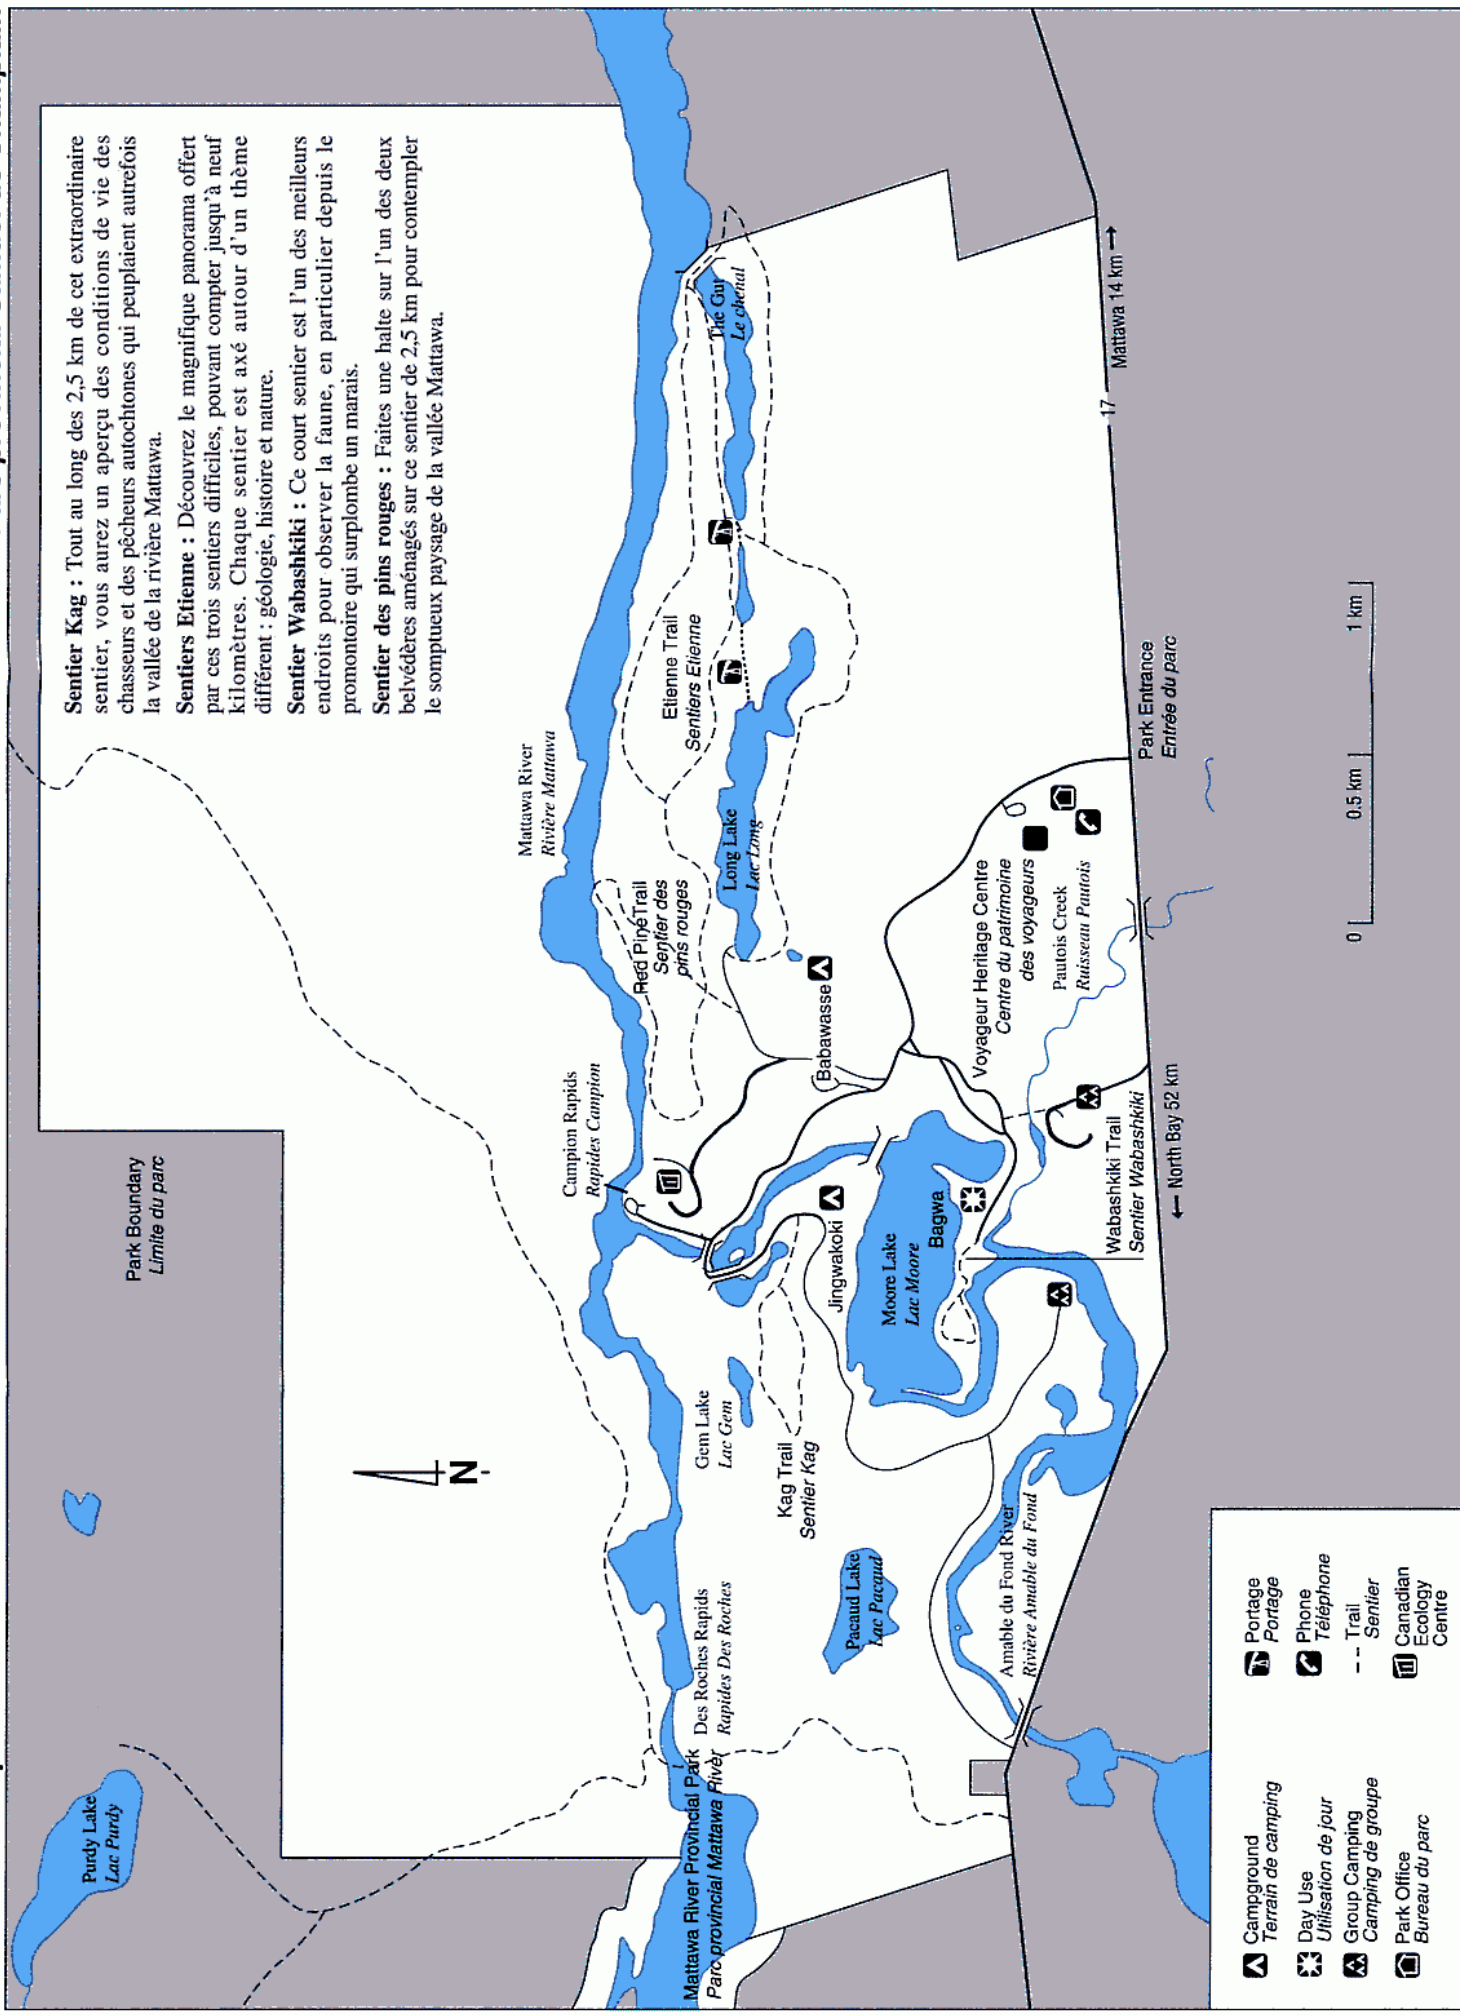 Sentier Kag : Tout au long des 2,5 km de cet extraordinaire
sentier, vous aurez un aperçu des conditions de vie des
chasseurs et des pêcheurs autochtones qui peuplaient autrefois
la vallée de la rivière Mattawa.
Sentiers Etienne : Découvrez le magnifique panorama offert
par ces trois sentiers difficiles, pouvant compter jusqu'à neuf
kilomètres. Chaque sentier est axé autour d'un thème
différent : géologie, histoire et nature.
Sentier Wabashkiki : Ce court sentier est l'un des meilleurs
endroits pour observer la faune, en particulier depuis le
promontoire qui surplombe un marais.
Sentier des pins rouges : Faites une halte sur l'un des deux
belvédères aménagés sur ce sentier de 2,5 km pour contempler
le somptueux paysage de la vallée Mattawa.
Purdy Lake
Lac Purdy
Park Boundary
Limite du parc
N
Mattawa River
Rivière Mattawa
Campion Rapids
Rapides Campion
Des Roches Rapids
Rapides Des Roches
Mattawa River Provincial Park
Parc provincial Mattawa River
Gem Lake
Lac Gem
Kag Trail
Sentier Kag
Pacaud Lake
Lac Pacaud
Red Pine Trail
Sentier des
pins rouges
Etienne Trail
Sentiers Etienne
The Gut
Le chenal
Long Lake
Lac Long
Babawasse
Jingwakoki
Moore Lake
Lac Moore
Bagwa
Amable du Fond River
Rivière Amable du Fond
Voyageur Heritage Centre
Centre du patrimoine
des voyageurs
Pautois Creek
Ruisseau Pautois
Wabashkiki Trail
Sentier Wabashkiki
Park Entrance
Entrée du parc
← North Bay 52 km
17
Mattawa 14 km →
0 0.5 km 1 km
Campground
Terrain de camping
Day Use
Utilisation de jour
Group Camping
Camping de groupe
Park Office
Bureau du parc
Portage
Portage
Phone
Téléphone
Trail
Sentier
Canadian
Ecology
Centre